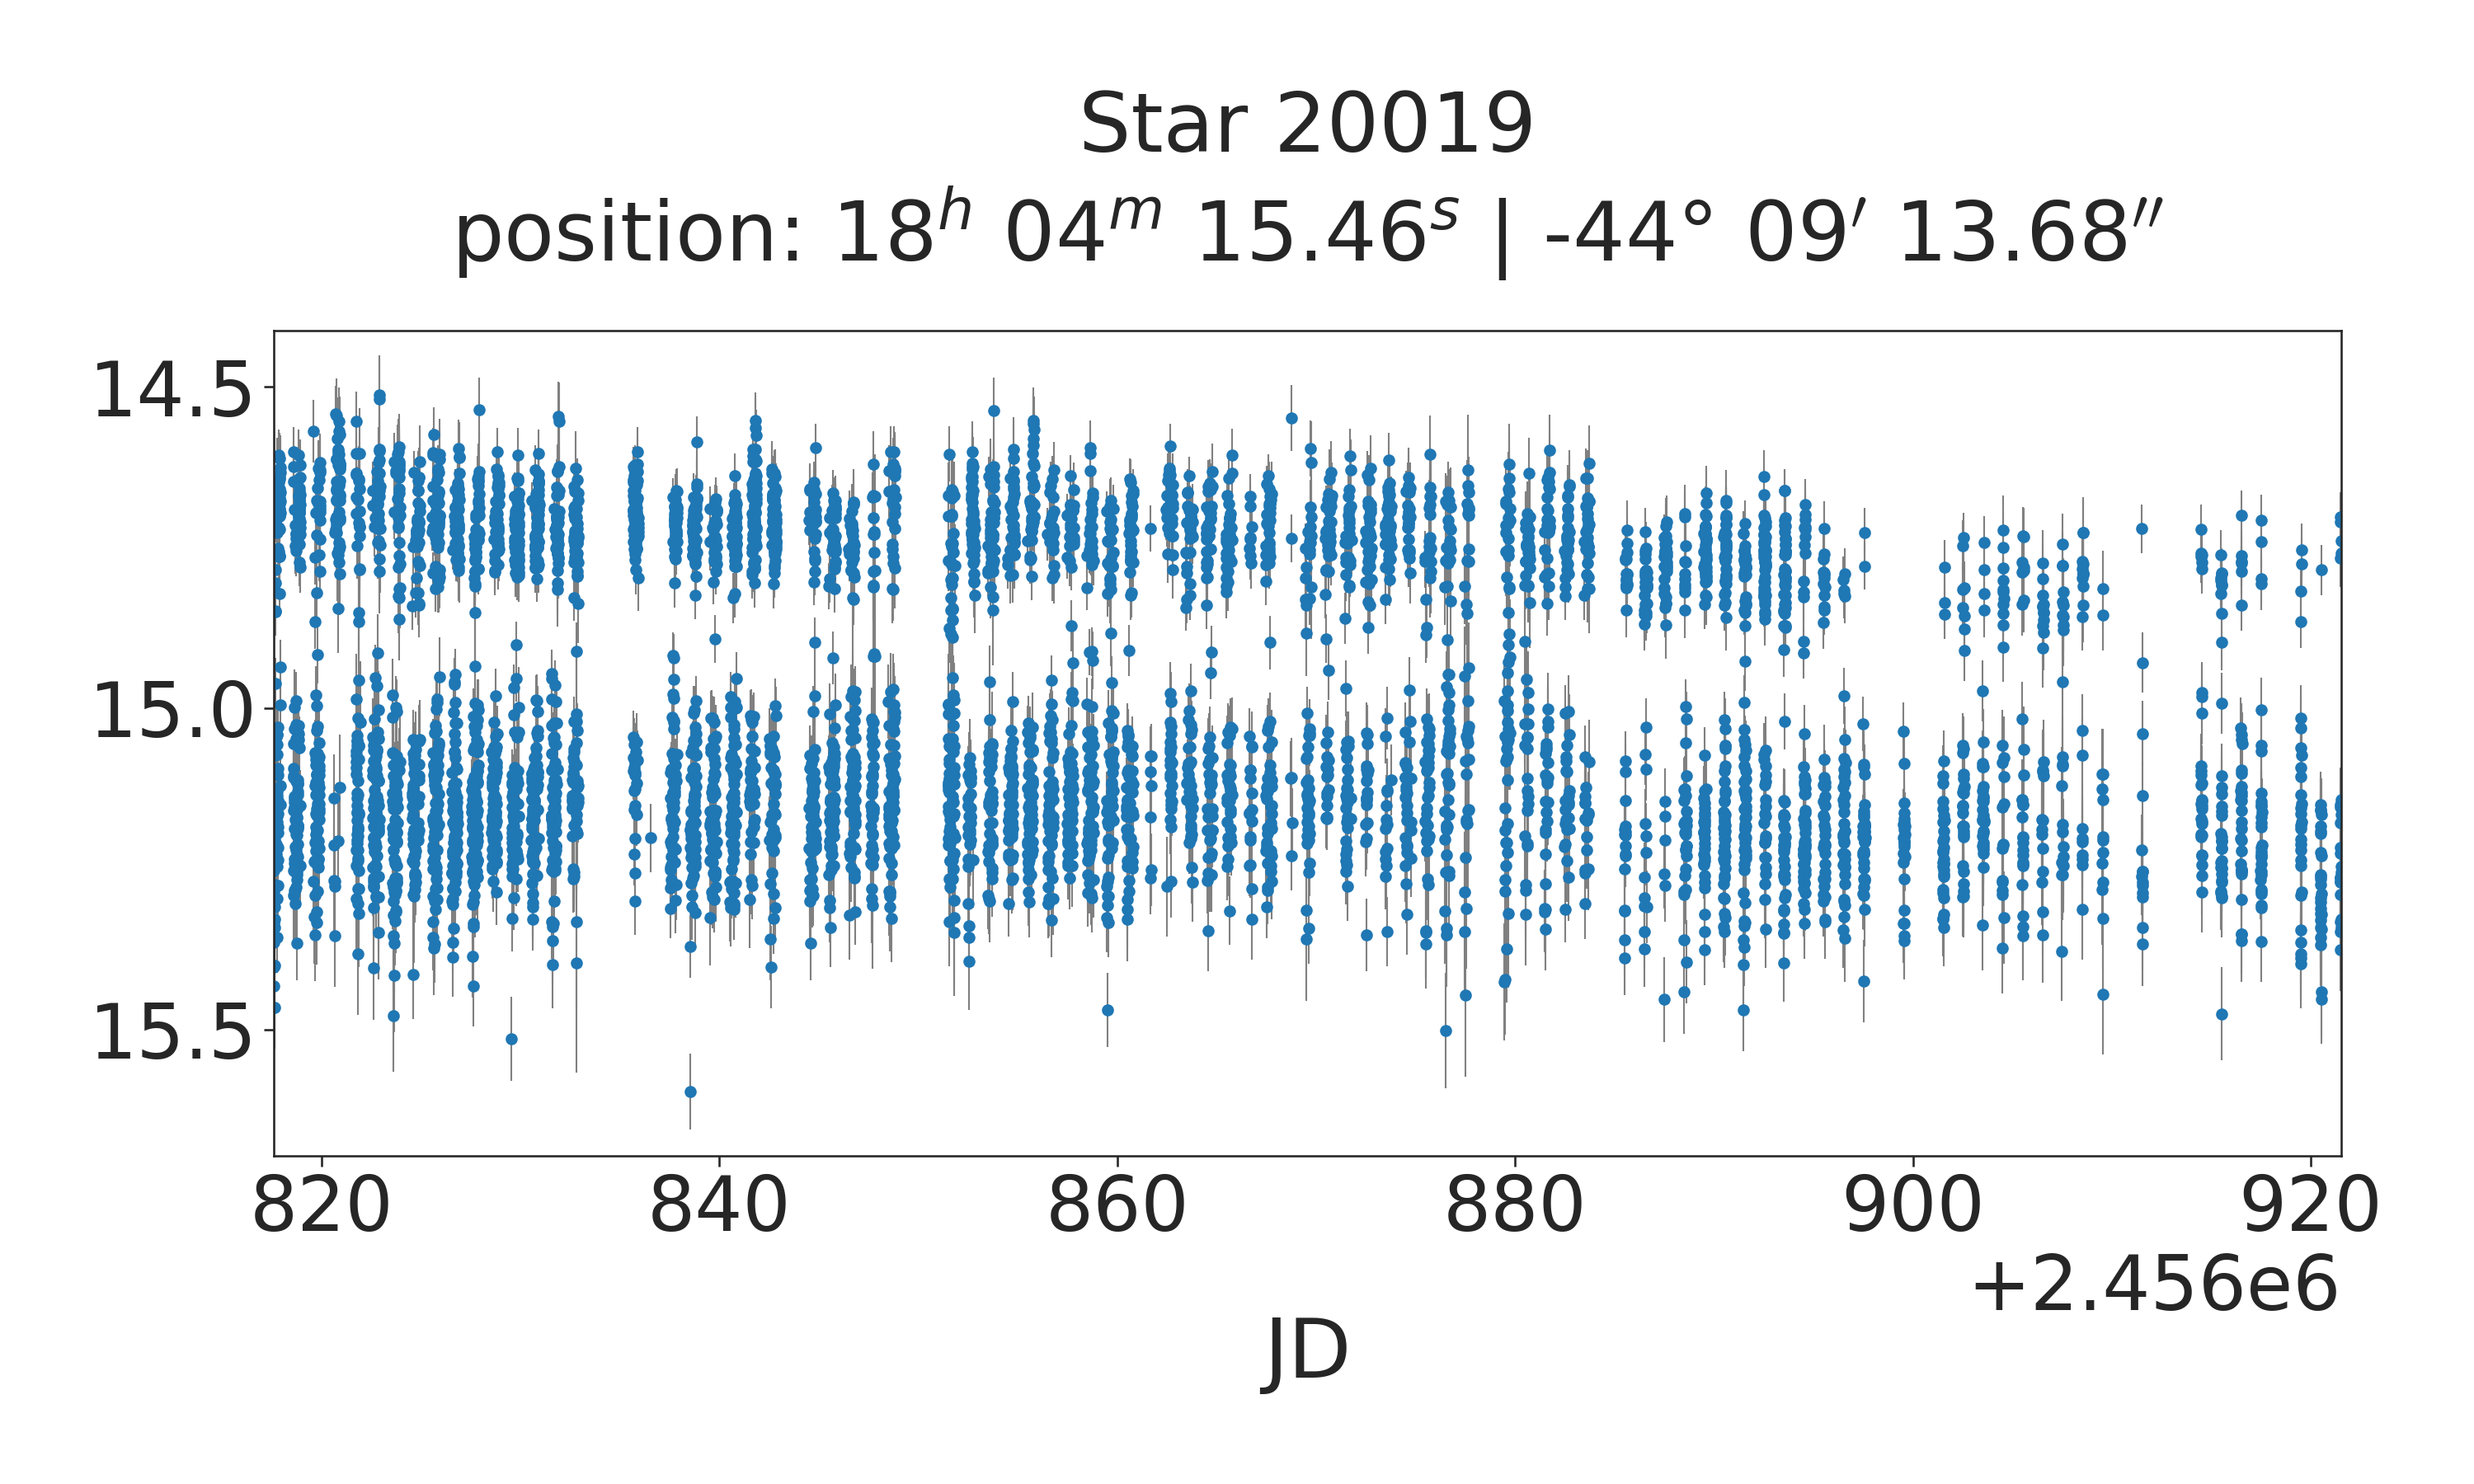 Star 20019
position: 18h 04m 15.46s | -44° 09′ 13.68′′
14.5
15.0
15.5
820 840 860 880 900 920
+2.456e6
JD